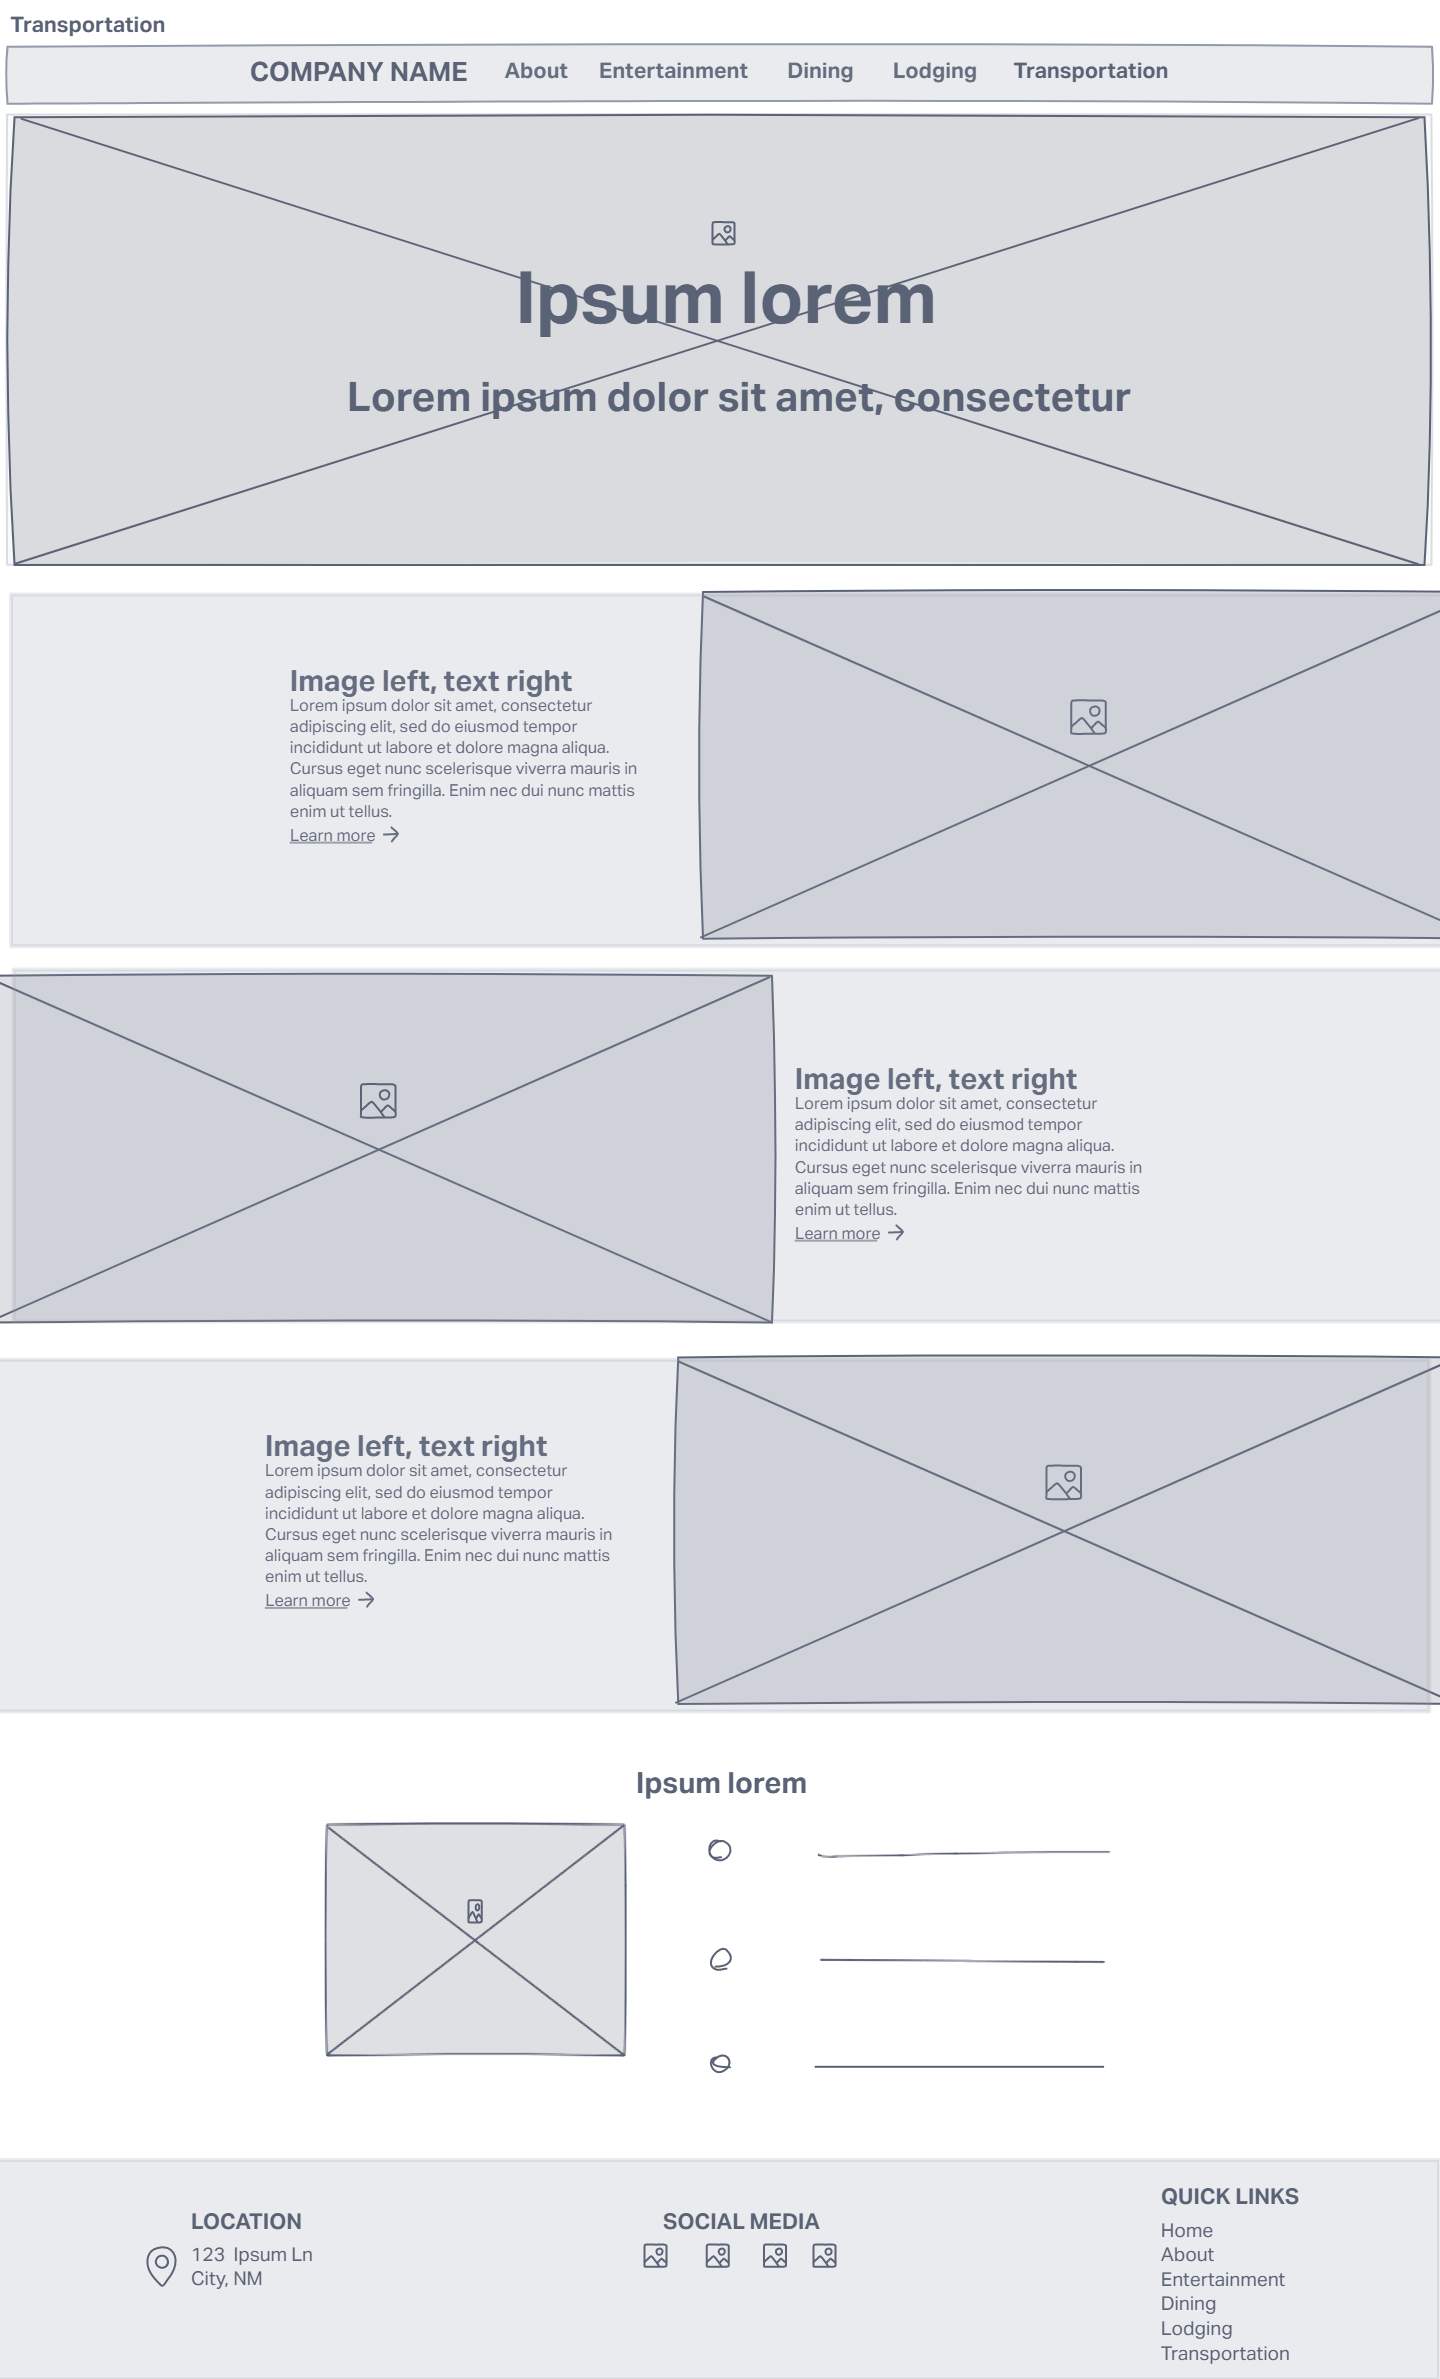 Transportation
COMPANY NAME About Entertainment Dining Lodging Transportation
Ipsum lorem
Lorem ipsum dolor sit amet, consectetur
Image left, text right
Lorem ipsum dolor sit amet, consectetur
adipiscing elit, sed do eiusmod tempor
incididunt ut labore et dolore magna aliqua.
Cursus eget nunc scelerisque viverra mauris in
aliquam sem fringilla. Enim nec dui nunc mattis
enim ut tellus.
Learn more
Image left, text right
Lorem ipsum dolor sit amet, consectetur
adipiscing elit, sed do eiusmod tempor
incididunt ut labore et dolore magna aliqua.
Cursus eget nunc scelerisque viverra mauris in
aliquam sem fringilla. Enim nec dui nunc mattis
enim ut tellus.
Learn more
Image left, text right
Lorem ipsum dolor sit amet, consectetur
adipiscing elit, sed do eiusmod tempor
incididunt ut labore et dolore magna aliqua.
Cursus eget nunc scelerisque viverra mauris in
aliquam sem fringilla. Enim nec dui nunc mattis
enim ut tellus.
Learn more
Ipsum lorem
LOCATION
123 Ipsum Ln
City, NM
SOCIAL MEDIA
QUICK LINKS
Home
About
Entertainment
Dining
Lodging
Transportation